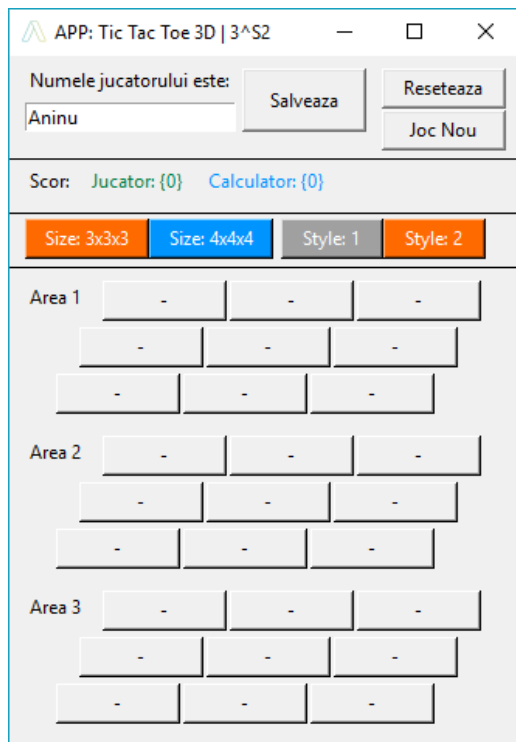 APP: Tic Tac Toe 3D | 3^S2
Numele jucatorului este:
Aninu
Salveaza
Reseteaza
Joc Nou
Scor: Jucator: {0} Calculator: {0}
Size: 3x3x3 Size: 4x4x4 Style: 1 Style: 2
Area 1 - - -
- - -
- - -
Area 2 - - -
- - -
- - -
Area 3 - - -
- - -
- - -